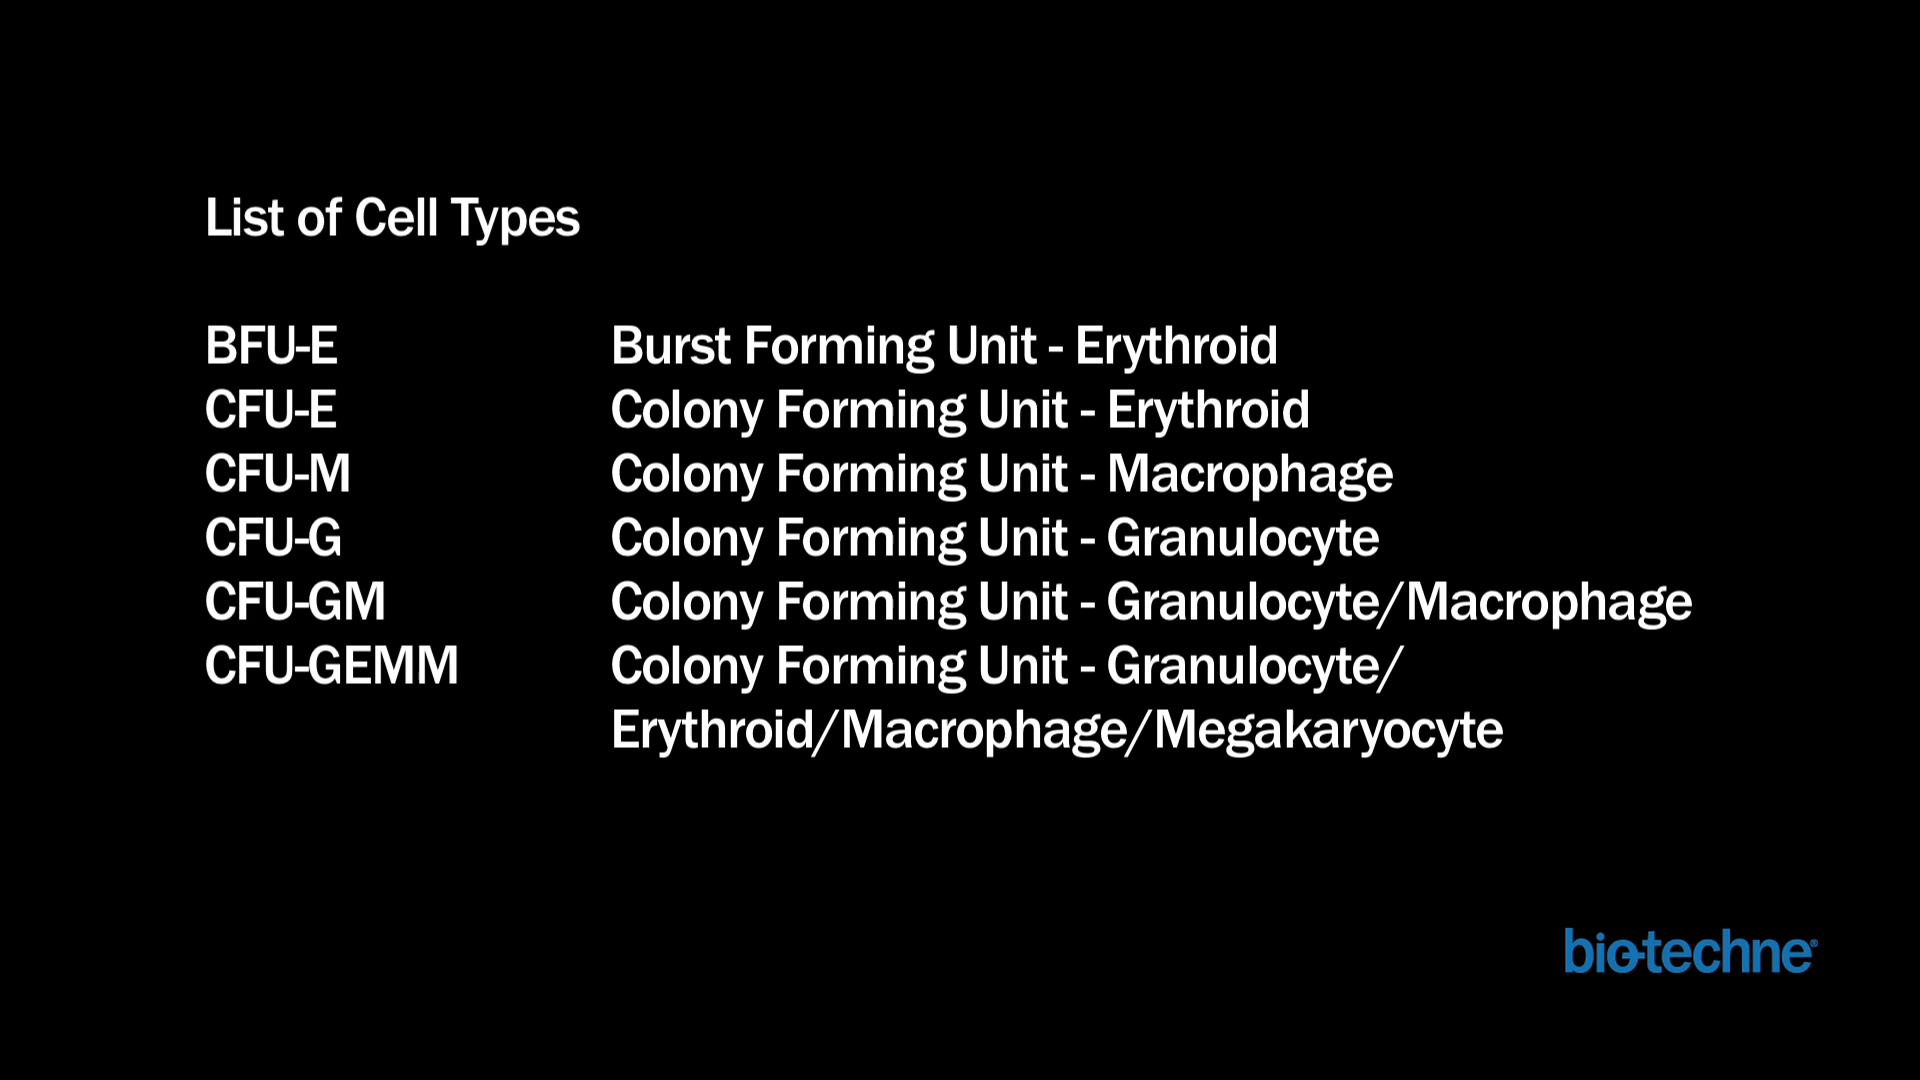 List of Cell Types
BFU-E Burst Forming Unit - Erythroid
CFU-E Colony Forming Unit - Erythroid
CFU-M Colony Forming Unit - Macrophage
CFU-G Colony Forming Unit - Granulocyte
CFU-GM Colony Forming Unit - Granulocyte/Macrophage
CFU-GEMM Colony Forming Unit - Granulocyte/
Erythroid/Macrophage/Megakaryocyte
bio-techne®